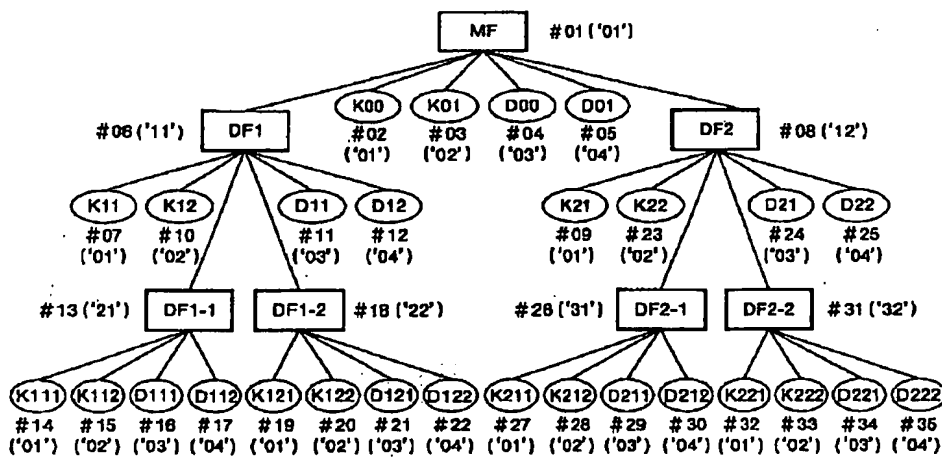 MF #01 ('01')
#06 ('11') DF1 K00 K01 D00 D01 DF2 #08 ('12')
#02 #03 #04 #05
('01') ('02') ('03') ('04')
K11 K12 D11 D12 K21 K22 D21 D22
#07 #10 #11 #12 #09 #23 #24 #25
('01') ('02') ('03') ('04') ('01') ('02') ('03') ('04')
#13 ('21') DF1-1 DF1-2 #18 ('22') #26 ('31') DF2-1 DF2-2 #31 ('32')
K111 K112 D111 D112 K121 K122 D121 D122 K211 K212 D211 D212 K221 K222 D221 D222
#14 #15 #16 #17 #19 #20 #21 #22 #27 #28 #29 #30 #32 #33 #34 #35
('01') ('02') ('03') ('04') ('01') ('02') ('03') ('04') ('01') ('02') ('03') ('04') ('01') ('02') ('03') ('04')